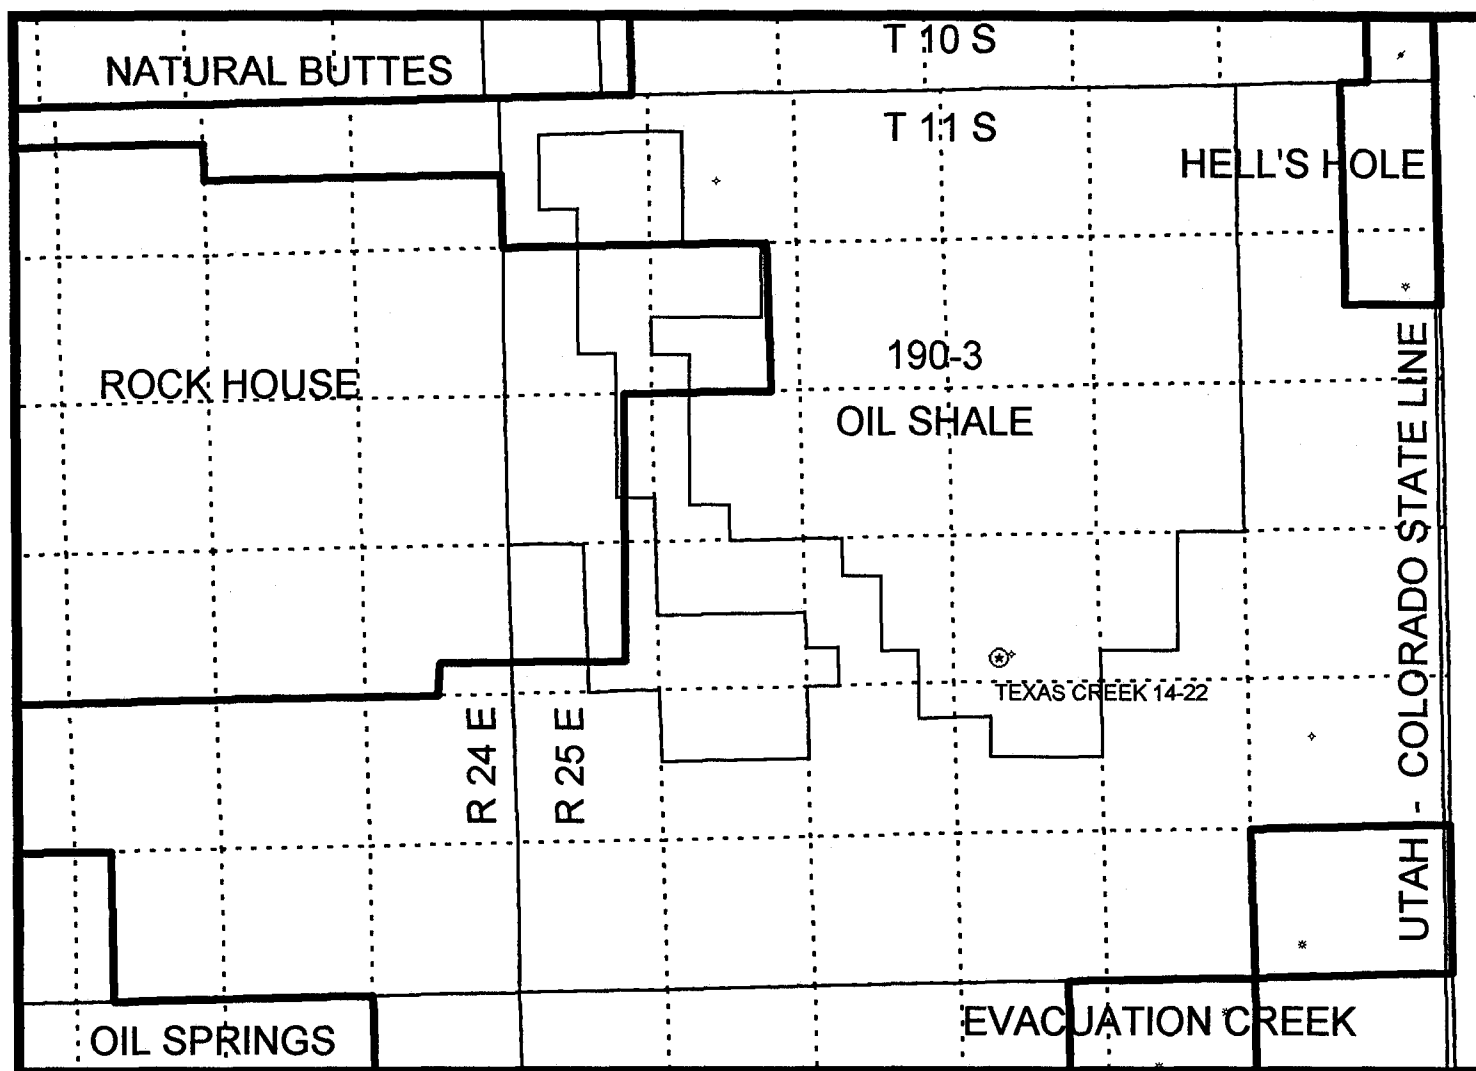 T 10 S
NATURAL BUTTES
T 11 S
HELL'S HOLE
190-3
ROCK HOUSE
OIL SHALE
TEXAS CREEK 14-22
R 24 E
R 25 E
UTAH - COLORADO STATE LINE
EVACUATION CREEK
OIL SPRINGS